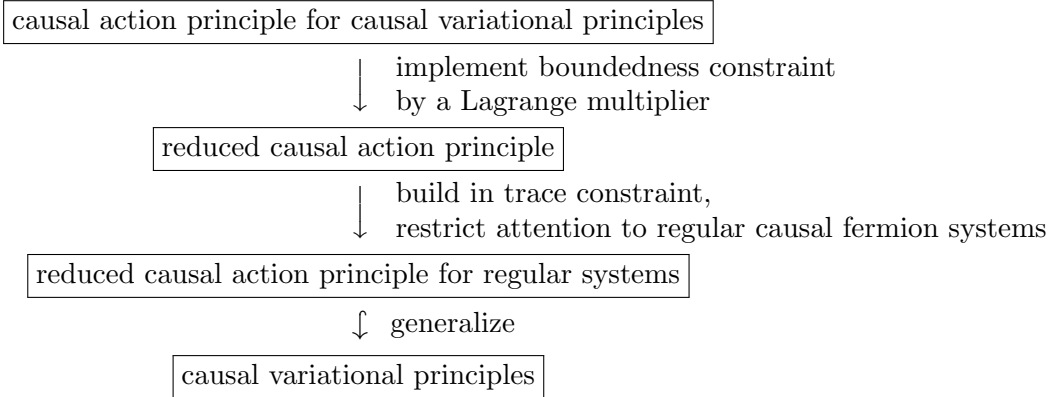 causal action principle for causal variational principles
implement boundedness constraint
by a Lagrange multiplier
reduced causal action principle
build in trace constraint,
restrict attention to regular causal fermion systems
reduced causal action principle for regular systems
generalize
causal variational principles